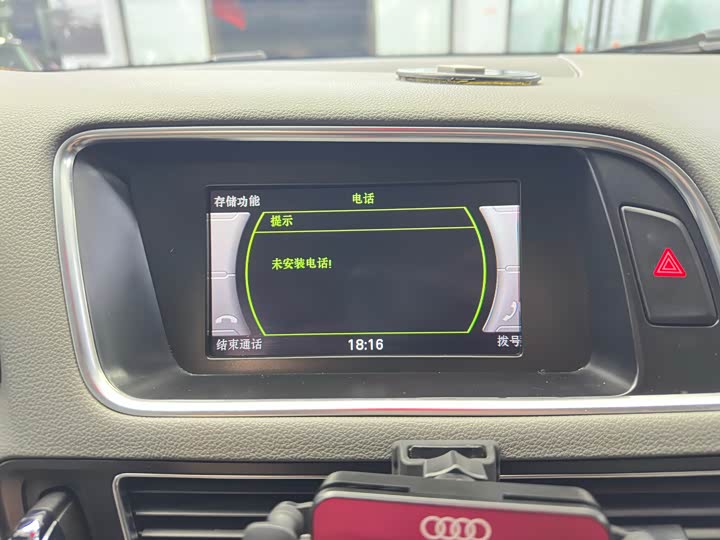 存储功能
电话
提示
未安装电话!
结束通话
18:16
拨号